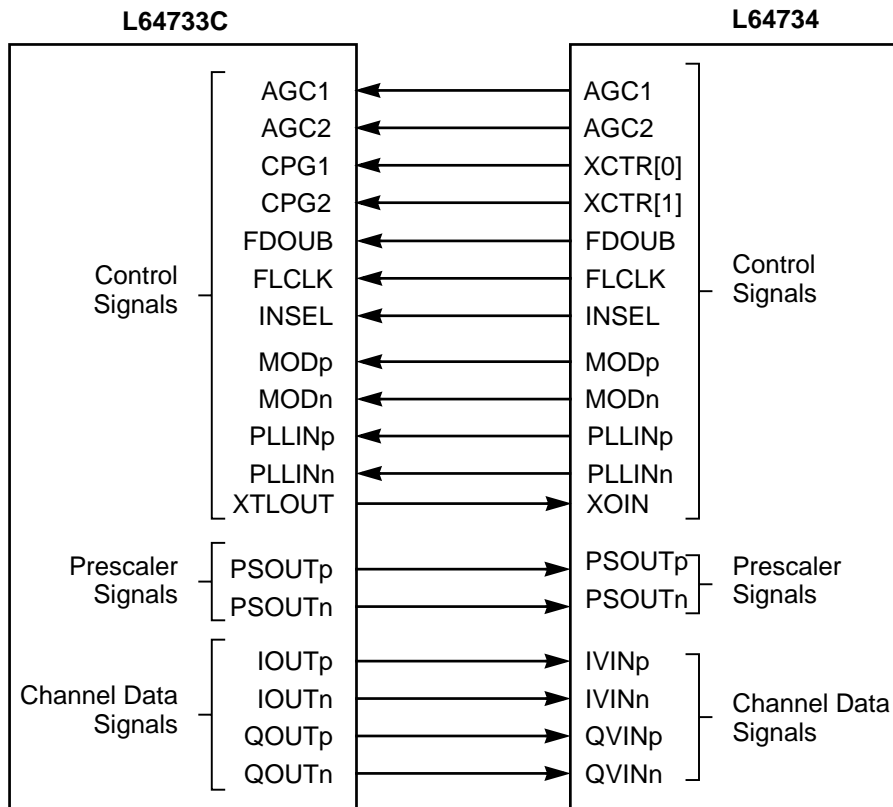 L64733C L64734
AGC1 AGC1
AGC2 AGC2
CPG1 XCTR[0]
CPG2 XCTR[1]
FDOUB FDOUB
Control Signals FLCLK FLCLK Control Signals
INSEL INSEL
MODp MODp
MODn MODn
PLLINp PLLINp
PLLINn PLLINn
XTLOUT XOIN
Prescaler Signals PSOUTp PSOUTp Prescaler Signals
PSOUTn PSOUTn
IOUTp IVINp
Channel Data Signals IOUTn IVINn Channel Data Signals
QOUTp QVINp
QOUTn QVINn